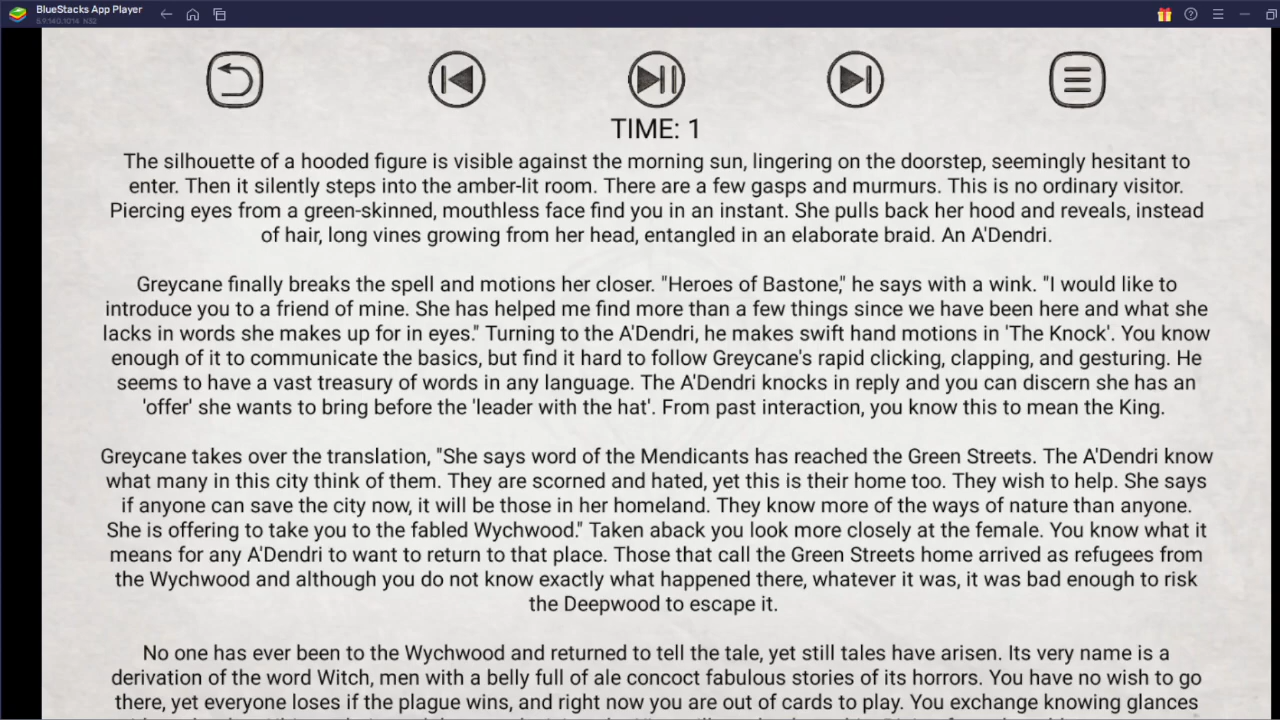 BlueStacks App Player
5.9.140.1014 N32
TIME: 1
The silhouette of a hooded figure is visible against the morning sun, lingering on the doorstep, seemingly hesitant to
enter. Then it silently steps into the amber-lit room. There are a few gasps and murmurs. This is no ordinary visitor.
Piercing eyes from a green-skinned, mouthless face find you in an instant. She pulls back her hood and reveals, instead
of hair, long vines growing from her head, entangled in an elaborate braid. An A'Dendri.
Greycane finally breaks the spell and motions her closer. "Heroes of Bastone," he says with a wink. "I would like to
introduce you to a friend of mine. She has helped me find more than a few things since we have been here and what she
lacks in words she makes up for in eyes." Turning to the A'Dendri, he makes swift hand motions in 'The Knock'. You know
enough of it to communicate the basics, but find it hard to follow Greycane's rapid clicking, clapping, and gesturing. He
seems to have a vast treasury of words in any language. The A'Dendri knocks in reply and you can discern she has an
'offer' she wants to bring before the 'leader with the hat'. From past interaction, you know this to mean the King.
Greycane takes over the translation, "She says word of the Mendicants has reached the Green Streets. The A'Dendri know
what many in this city think of them. They are scorned and hated, yet this is their home too. They wish to help. She says
if anyone can save the city now, it will be those in her homeland. They know more of the ways of nature than anyone.
She is offering to take you to the fabled Wychwood." Taken aback you look more closely at the female. You know what it
means for any A'Dendri to want to return to that place. Those that call the Green Streets home arrived as refugees from
the Wychwood and although you do not know exactly what happened there, whatever it was, it was bad enough to risk
the Deepwood to escape it.
No one has ever been to the Wychwood and returned to tell the tale, yet still tales have arisen. Its very name is a
derivation of the word Witch, men with a belly full of ale concoct fabulous stories of its horrors. You have no wish to go
there, yet everyone loses if the plague wins, and right now you are out of cards to play. You exchange knowing glances